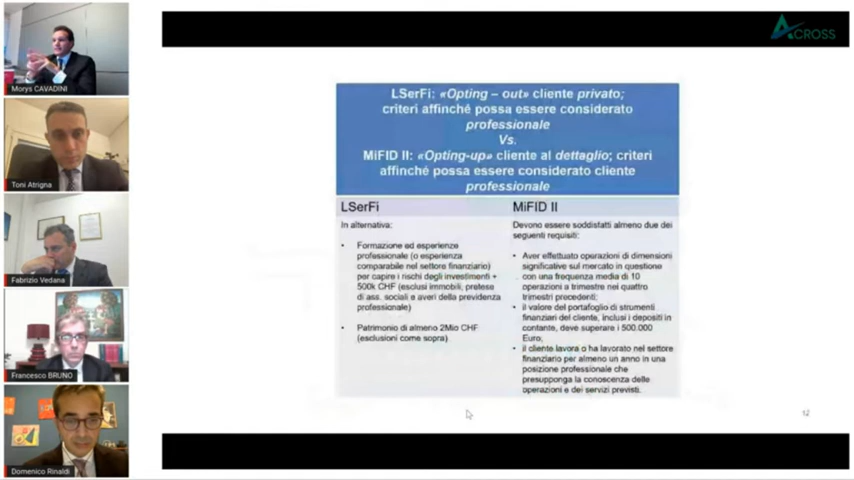 ACROSS
Morys CAVADINI
Toni Atrigna
Fabrizio Vedana
Francesco BRUNO
Domenico Rinaldi
LSerFi: «Opting – out» cliente privato;
criteri affinché possa essere considerato
professionale
Vs.
MiFID II: «Opting-up» cliente al dettaglio; criteri
affinché possa essere considerato cliente
professionale
LSerFi
In alternativa:
• Formazione ed esperienze
professionale (o esperienza
comparabile nel settore finanziario)
per capire i rischi degli investimenti +
500k CHF (esclusi immobili, pretese
di ass. sociali e averi della previdenza
professionale)
• Patrimonio di almeno 2Mio CHF
(esclusioni come sopra)
MiFID II
Devono essere soddisfatti almeno due dei
seguenti requisiti:
• Aver effettuato operazioni di dimensioni
significative sul mercato in questione
con una frequenza media di 10
operazioni a trimestre nei quattro
trimestri precedenti;
• il valore del portafoglio di strumenti
finanziari del cliente, inclusi i depositi in
contante, deve superare i 500.000
Euro,
• il cliente lavora o ha lavorato nel settore
finanziario per almeno un anno in una
posizione professionale che
presupponga la conoscenza delle
operazioni e dei servizi previsti.
12